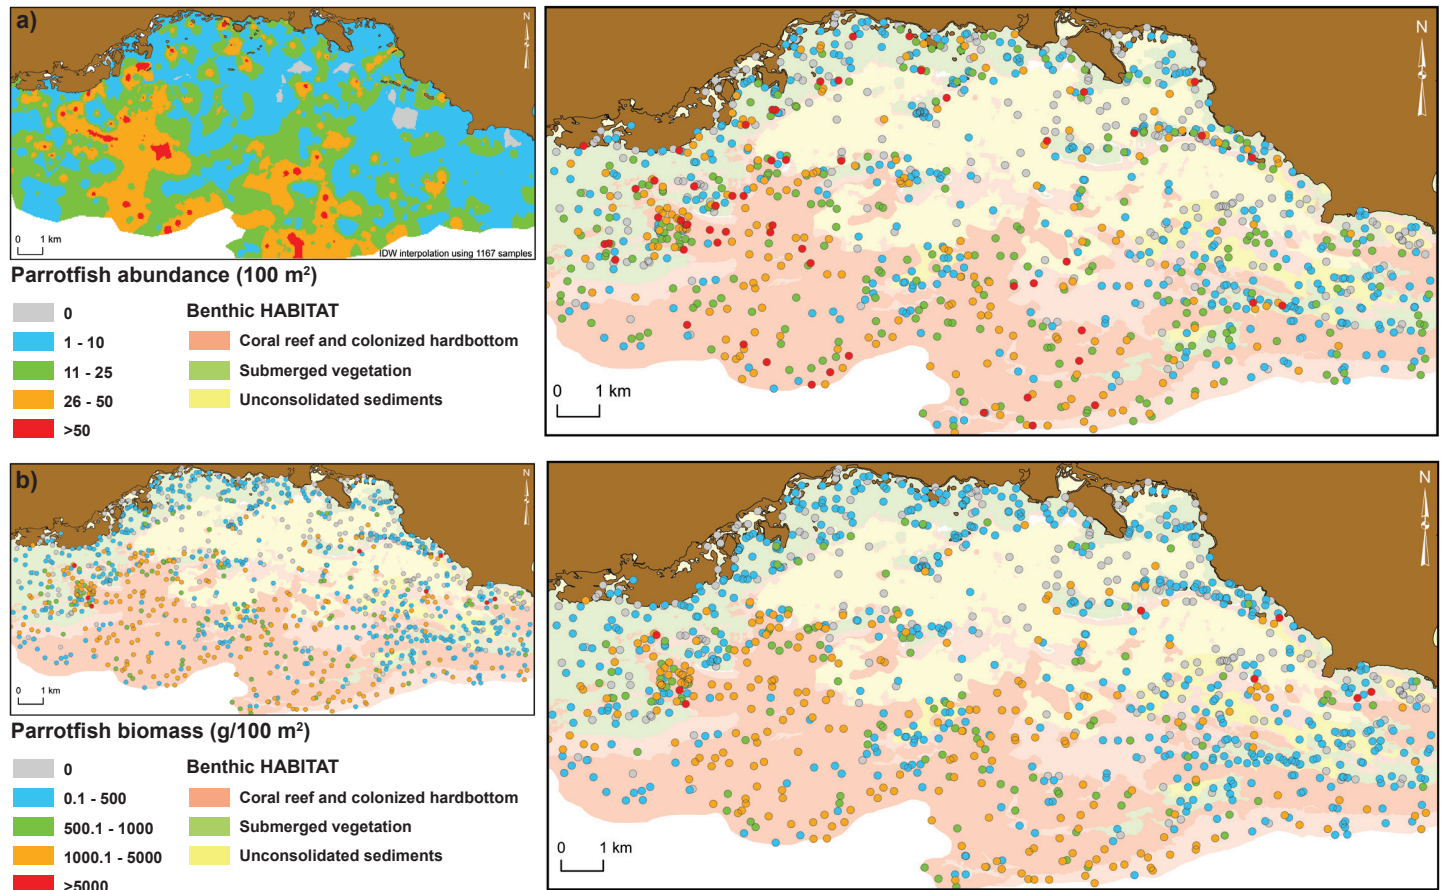 a)
N
0 1 km
IDW interpolation using 1167 samples
Parrotfish abundance (100 m²)
0
1 - 10
11 - 25
26 - 50
>50
Benthic HABITAT
Coral reef and colonized hardbottom
Submerged vegetation
Unconsolidated sediments
N
0 1 km
b)
N
0 1 km
Parrotfish biomass (g/100 m²)
0
0.1 - 500
500.1 - 1000
1000.1 - 5000
>5000
Benthic HABITAT
Coral reef and colonized hardbottom
Submerged vegetation
Unconsolidated sediments
N
0 1 km